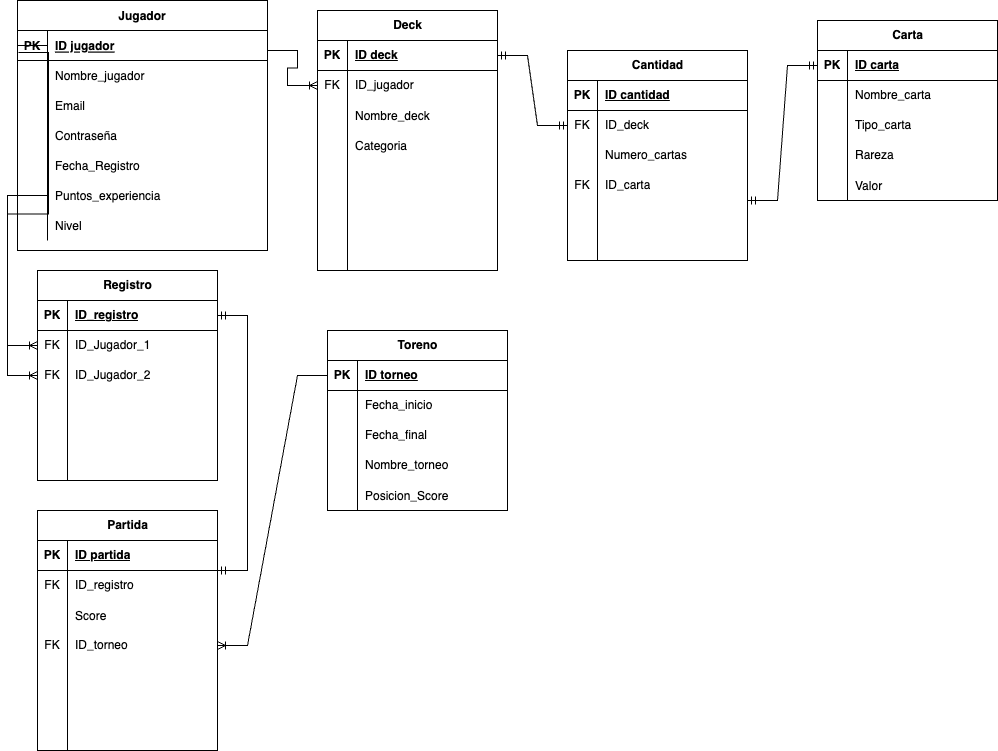 Jugador
PK ID jugador
Nombre_jugador
Email
Contraseña
Fecha_Registro
Puntos_experiencia
Nivel
Deck
PK ID deck
FK ID_jugador
Nombre_deck
Categoria
Cantidad
PK ID cantidad
FK ID_deck
Numero_cartas
FK ID_carta
Carta
PK ID carta
Nombre_carta
Tipo_carta
Rareza
Valor
Registro
PK ID_registro
FK ID_Jugador_1
FK ID_Jugador_2
Toreno
PK ID torneo
Fecha_inicio
Fecha_final
Nombre_torneo
Posicion_Score
Partida
PK ID partida
FK ID_registro
Score
FK ID_torneo